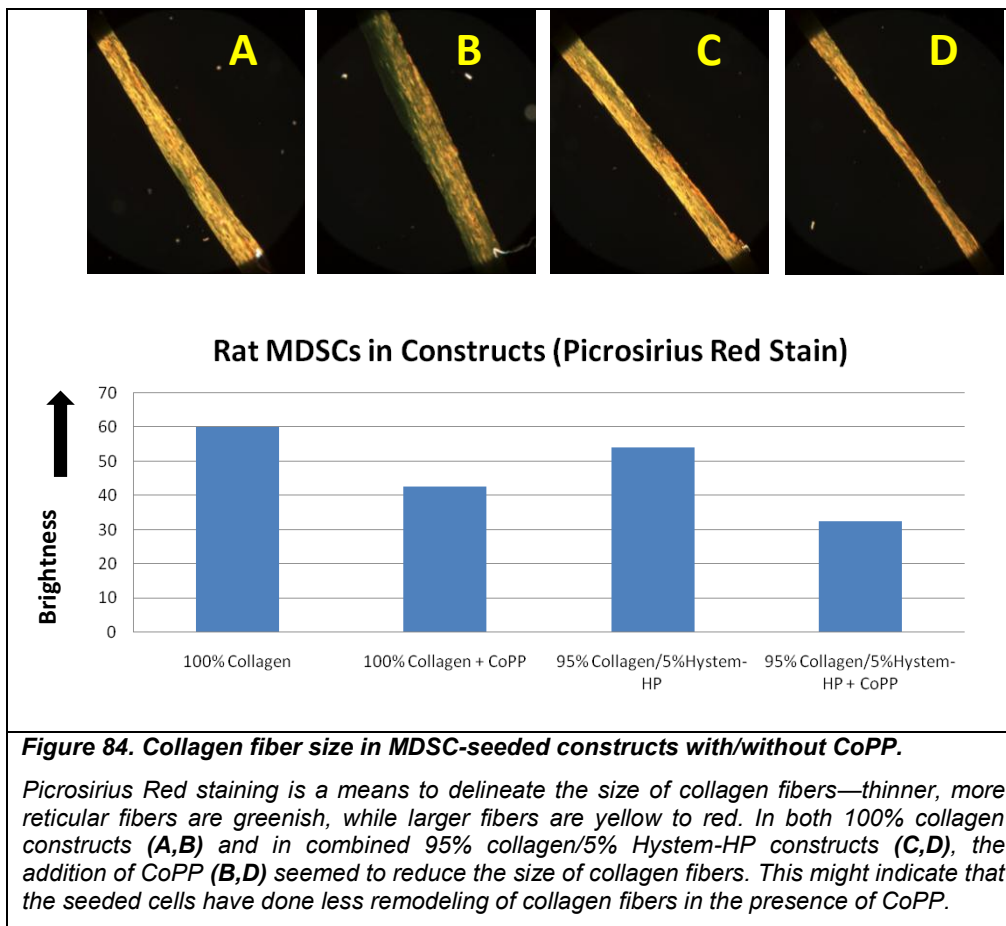 A B C D
Rat MDSCs in Constructs (Picrosirius Red Stain)
Brightness
70
60
50
40
30
20
10
0
100% Collagen 100% Collagen + CoPP 95% Collagen/5%Hystem- 95% Collagen/5%Hystem-
HP HP + CoPP
Figure 84. Collagen fiber size in MDSC-seeded constructs with/without CoPP.
Picrosirius Red staining is a means to delineate the size of collagen fibers—thinner, more
reticular fibers are greenish, while larger fibers are yellow to red. In both 100% collagen
constructs (A,B) and in combined 95% collagen/5% Hystem-HP constructs (C,D), the
addition of CoPP (B,D) seemed to reduce the size of collagen fibers. This might indicate that
the seeded cells have done less remodeling of collagen fibers in the presence of CoPP.